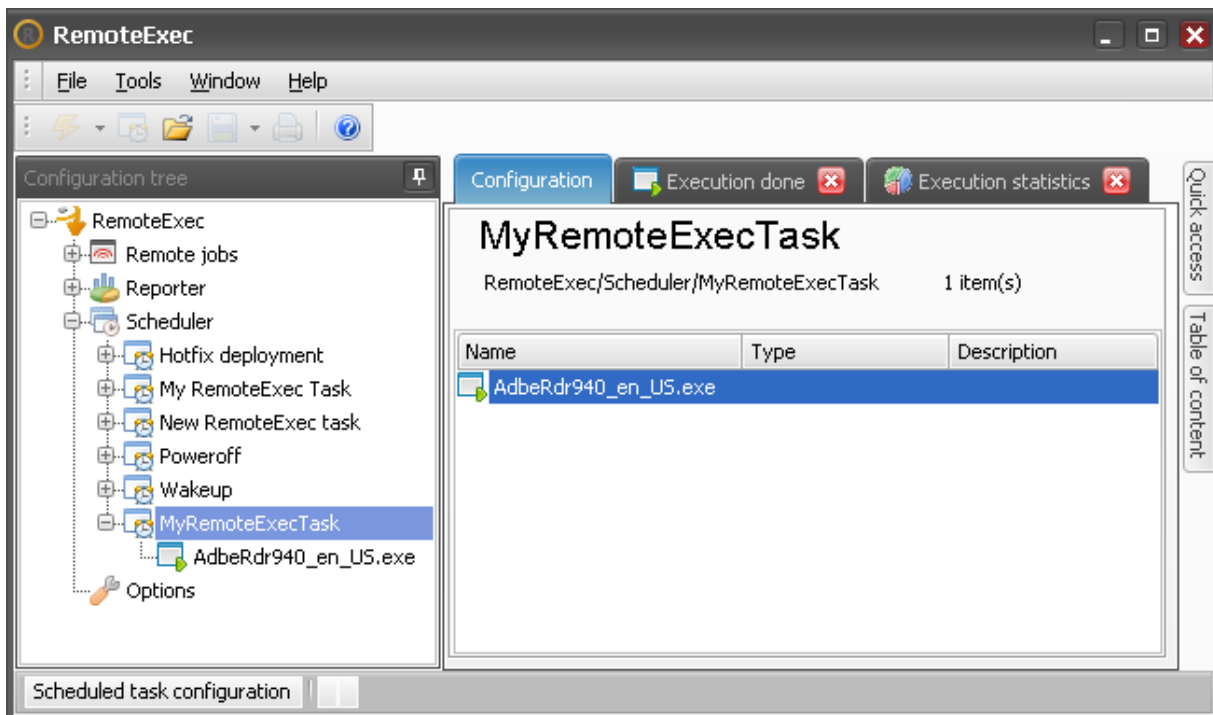 RemoteExec
File Tools Window Help
Configuration tree
RemoteExec
Remote jobs
Reporter
Scheduler
Hotfix deployment
My RemoteExec Task
New RemoteExec task
Poweroff
Wakeup
MyRemoteExecTask
AdbeRdr940_en_US.exe
Options
Configuration Execution done Execution statistics
MyRemoteExecTask
RemoteExec/Scheduler/MyRemoteExecTask 1 item(s)
Name Type Description
AdbeRdr940_en_US.exe
Quick access
Table of content
Scheduled task configuration